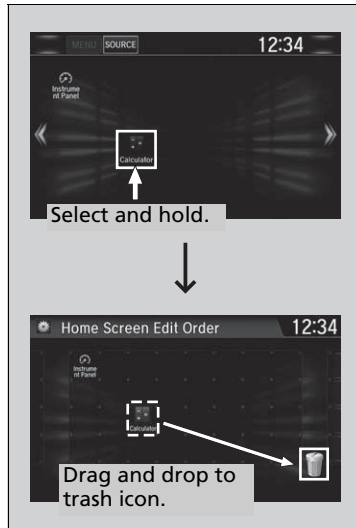 MENU SOURCE 12:34
Instrume
nt Panel
Calculator
Select and hold.
Home Screen Edit Order 12:34
Instrume
nt Panel
Calculator
Drag and drop to
trash icon.